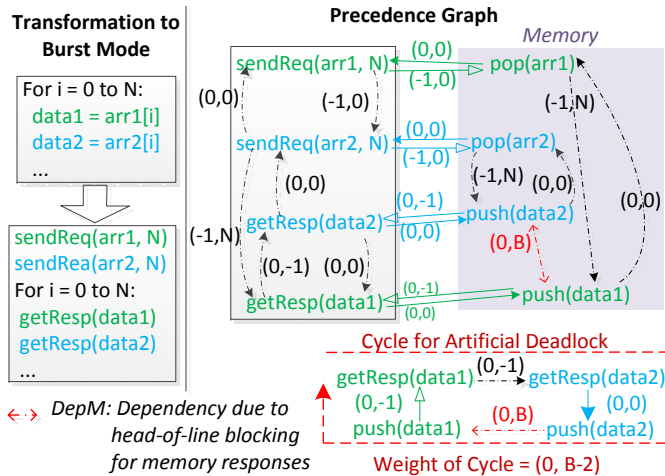 Transformation to
Burst Mode
For i = 0 to N:
data1 = arr1[i]
data2 = arr2[i]
...
sendReq(arr1, N)
sendRea(arr2, N)
For i = 0 to N:
getResp(data1)
getResp(data2)
...
DepM: Dependency due to
head-of-line blocking
for memory responses
Precedence Graph
Memory
sendReq(arr1, N)
(0,0)
(-1,0)
pop(arr1)
(0,0)
(-1,0)
(-1,N)
sendReq(arr2, N)
(0,0)
(-1,0)
pop(arr2)
(0,0)
(-1,N)
(0,0)
(0,0)
getResp(data2)
(0,-1)
(0,0)
push(data2)
(-1,N)
(0,-1)
(0,0)
(0,B)
getResp(data1)
(0,-1)
(0,0)
push(data1)
Cycle for Artificial Deadlock
getResp(data1)
(0,-1)
getResp(data2)
(0,-1)
(0,0)
push(data1)
(0,B)
push(data2)
Weight of Cycle = (0, B-2)